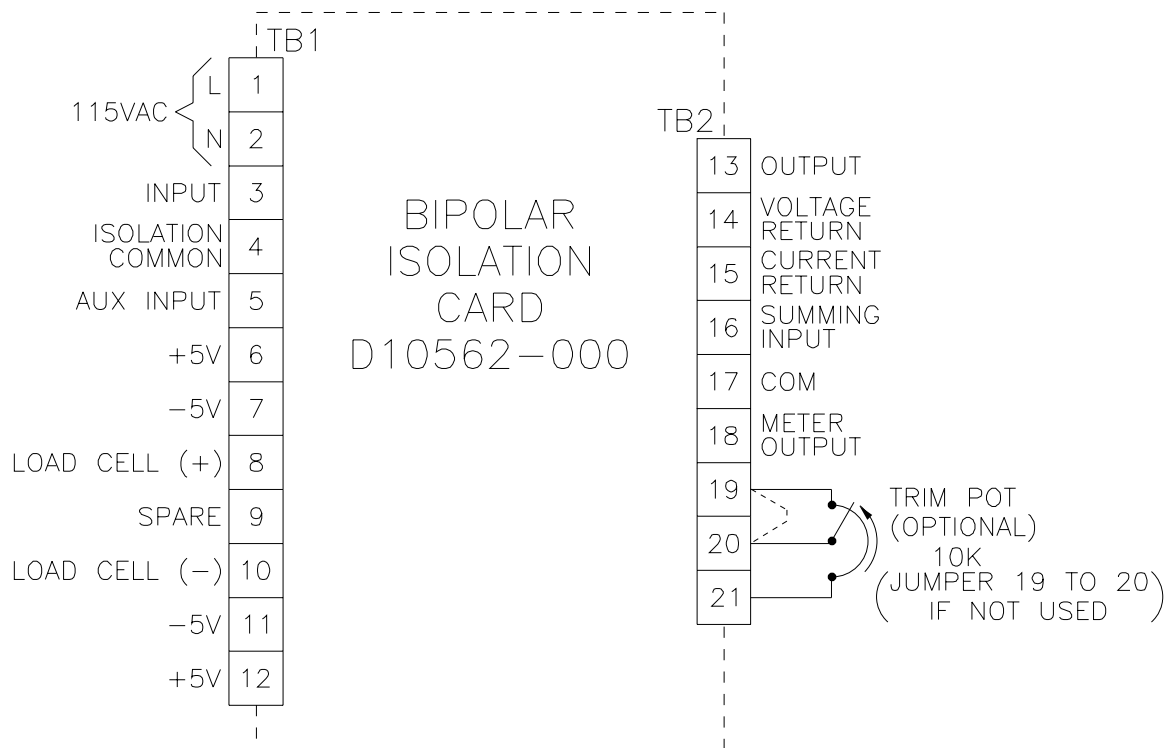 TB1
115VAC
L 1
N 2
INPUT 3
ISOLATION
COMMON 4
AUX INPUT 5
+5V 6
-5V 7
LOAD CELL (+) 8
SPARE 9
LOAD CELL (-) 10
-5V 11
+5V 12
BIPOLAR
ISOLATION
CARD
D10562-000
TB2
13 OUTPUT
14 VOLTAGE
RETURN
15 CURRENT
RETURN
16 SUMMING
INPUT
17 COM
18 METER
OUTPUT
19
20
21
TRIM POT
(OPTIONAL)
10K
(JUMPER 19 TO 20
IF NOT USED)